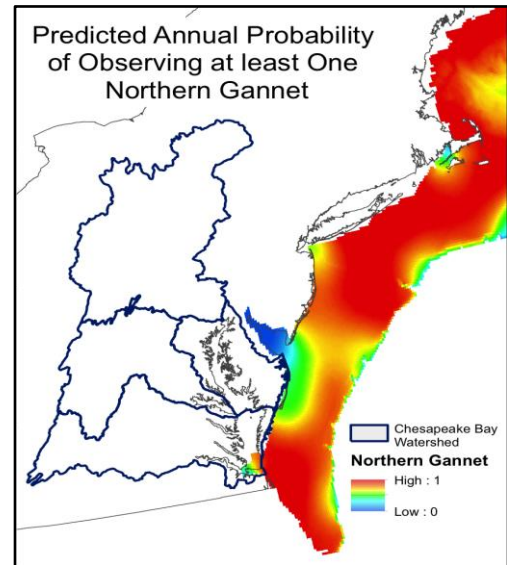 Predicted Annual Probability
of Observing at least One
Northern Gannet
Chesapeake Bay
Watershed
Northern Gannet
High : 1
Low : 0